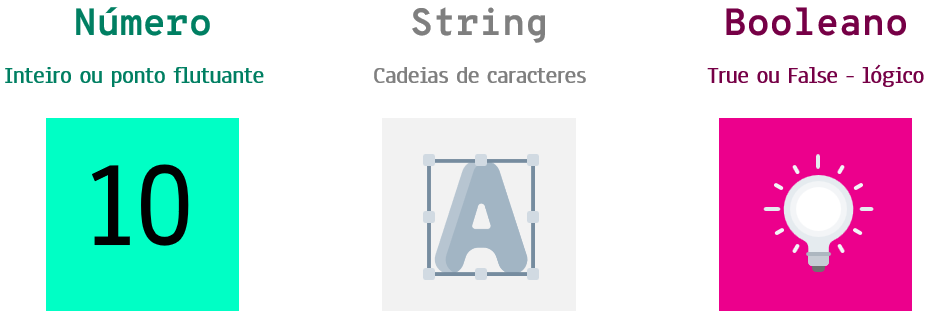 Número
String
Booleano
Inteiro ou ponto flutuante
Cadeias de caracteres
True ou False - lógico
10
A